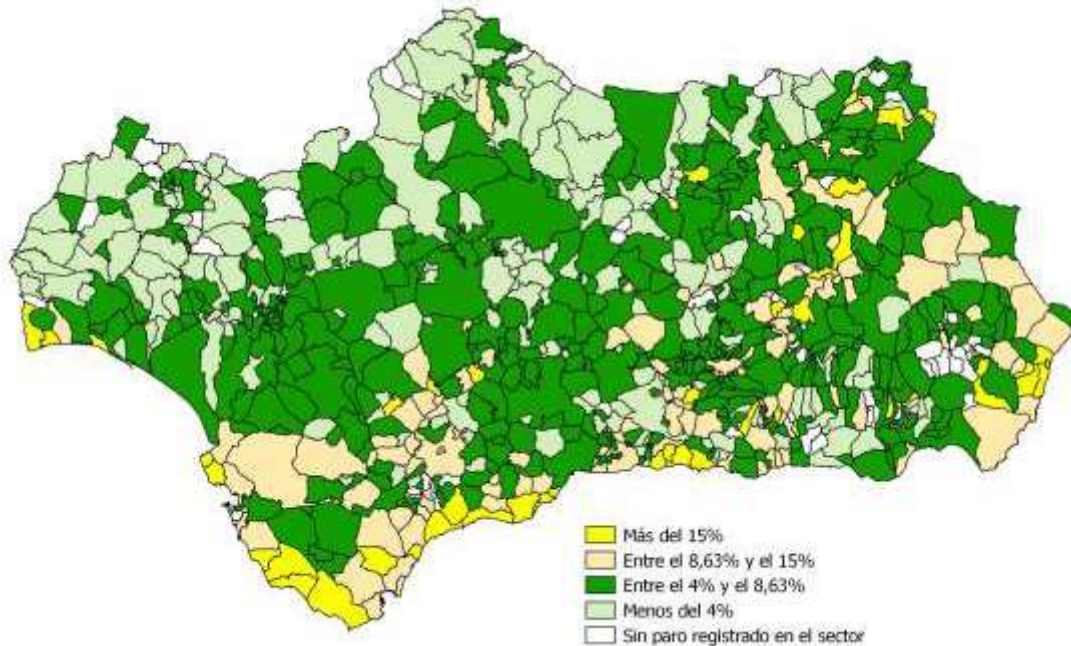 Más del 15%
Entre el 8,63% y el 15%
Entre el 4% y el 8,63%
Menos del 4%
Sin paro registrado en el sector